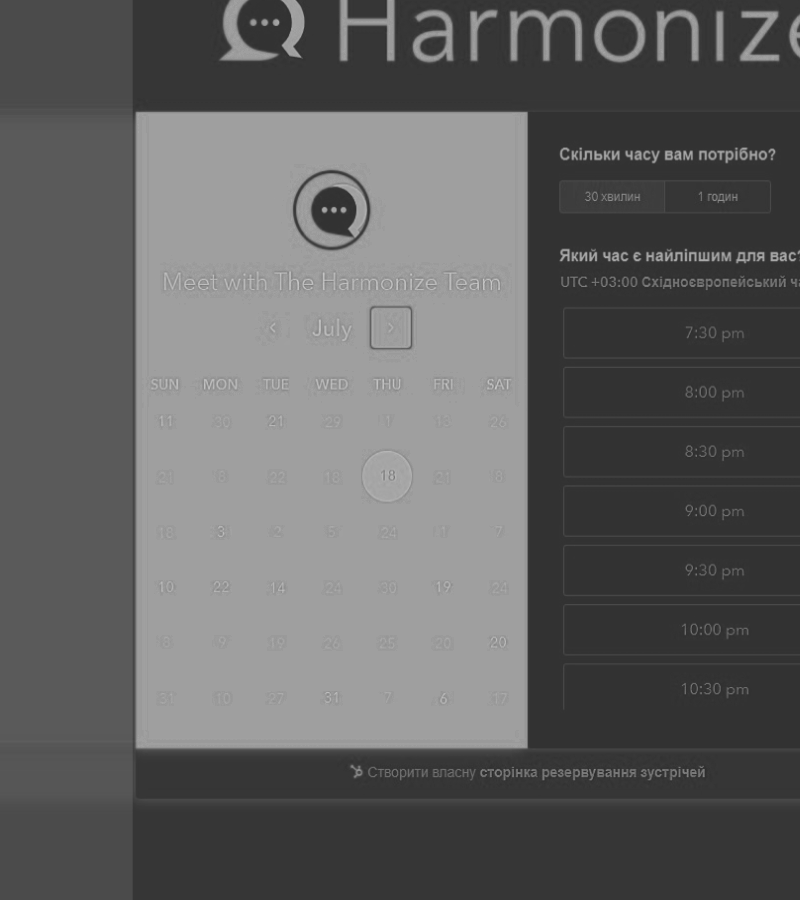 Harmonize
Meet with The Harmonize Team
July
SUN MON TUE WED THU FRI SAT
11 30 21 29 1 13 26
21 6 22 18 18 21 8
18 3 2 5 24 1 7
10 22 14 24 30 19 24
8 9 19 26 25 20 20
31 10 27 31 7 6 17
Скільки часу вам потрібно?
30 хвилин 1 годин
Який час є найліпшим для вас?
UTC +03:00 Східноєвропейський
7:30 pm
8:00 pm
8:30 pm
9:00 pm
9:30 pm
10:00 pm
10:30 pm
Створити власну сторінка резервування зустрічей